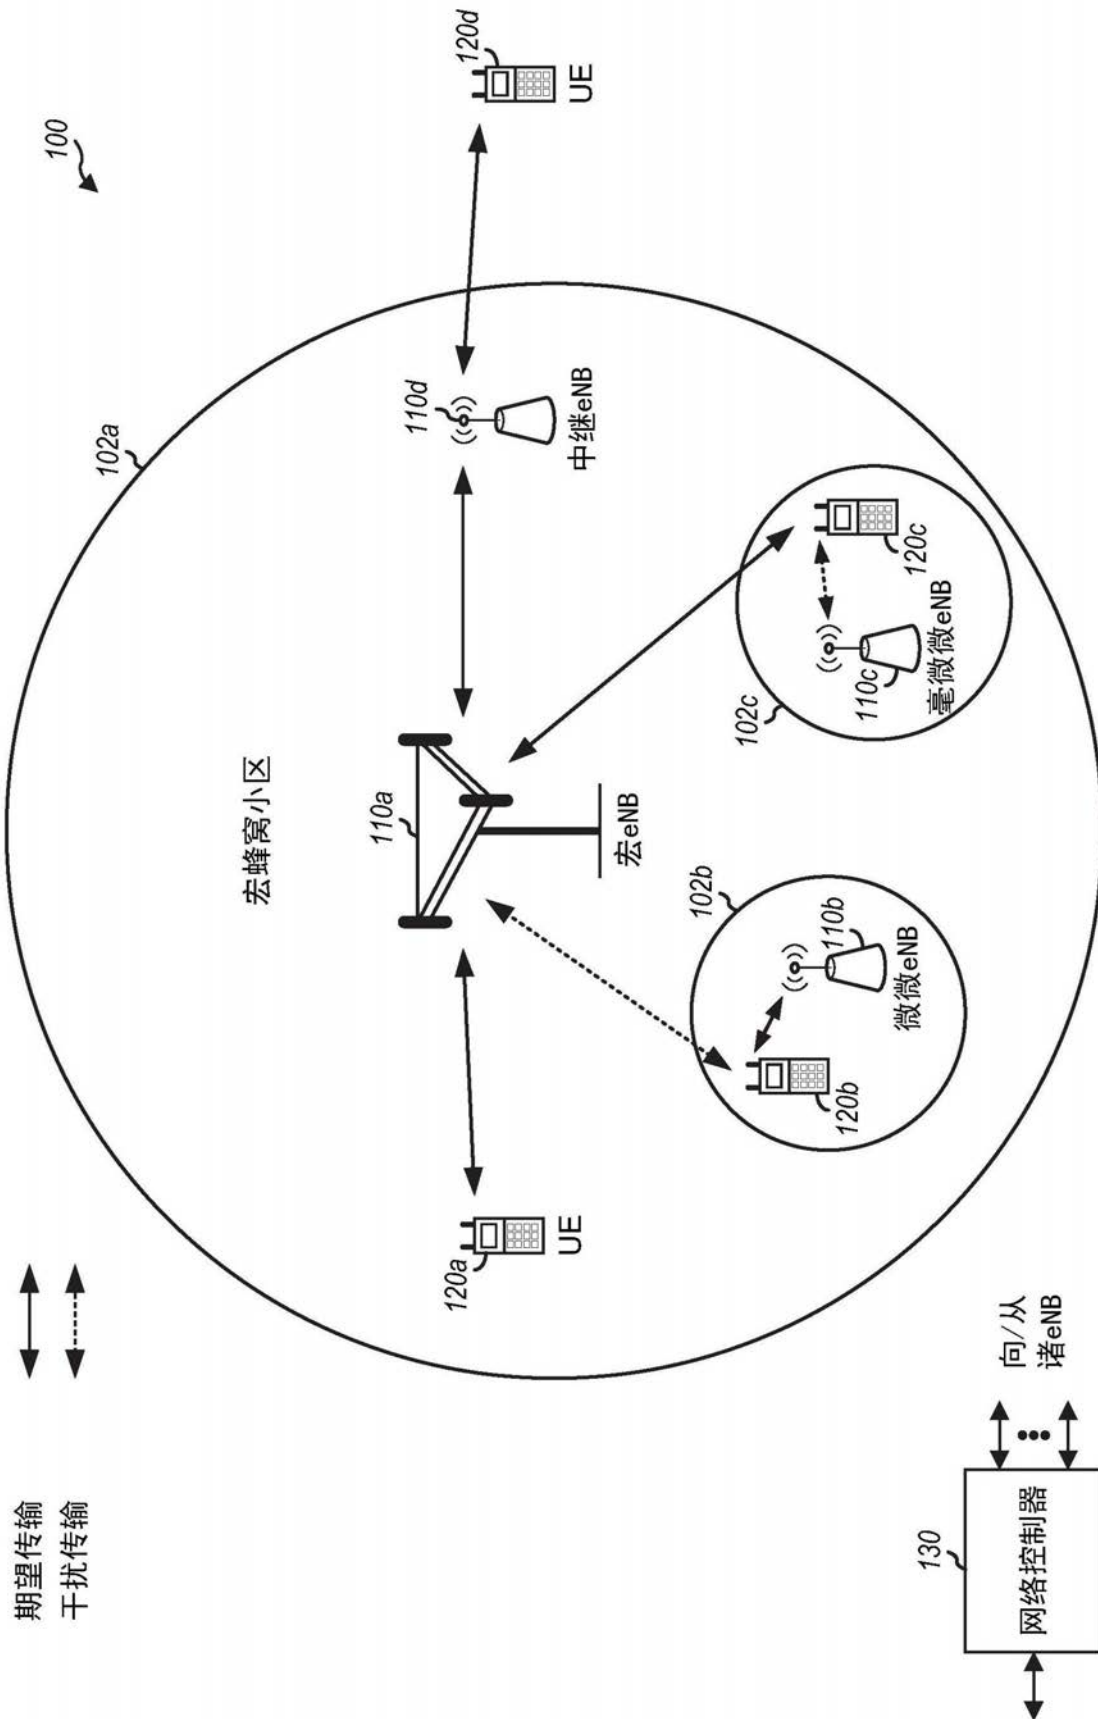 期望传输
干扰传输
100
102a
宏蜂窝小区
110a
宏eNB
120a
UE
110d
中继eNB
120d
UE
102b
110b
微微eNB
120b
102c
110c
毫微微eNB
120c
130
网络控制器
向/从
诸eNB